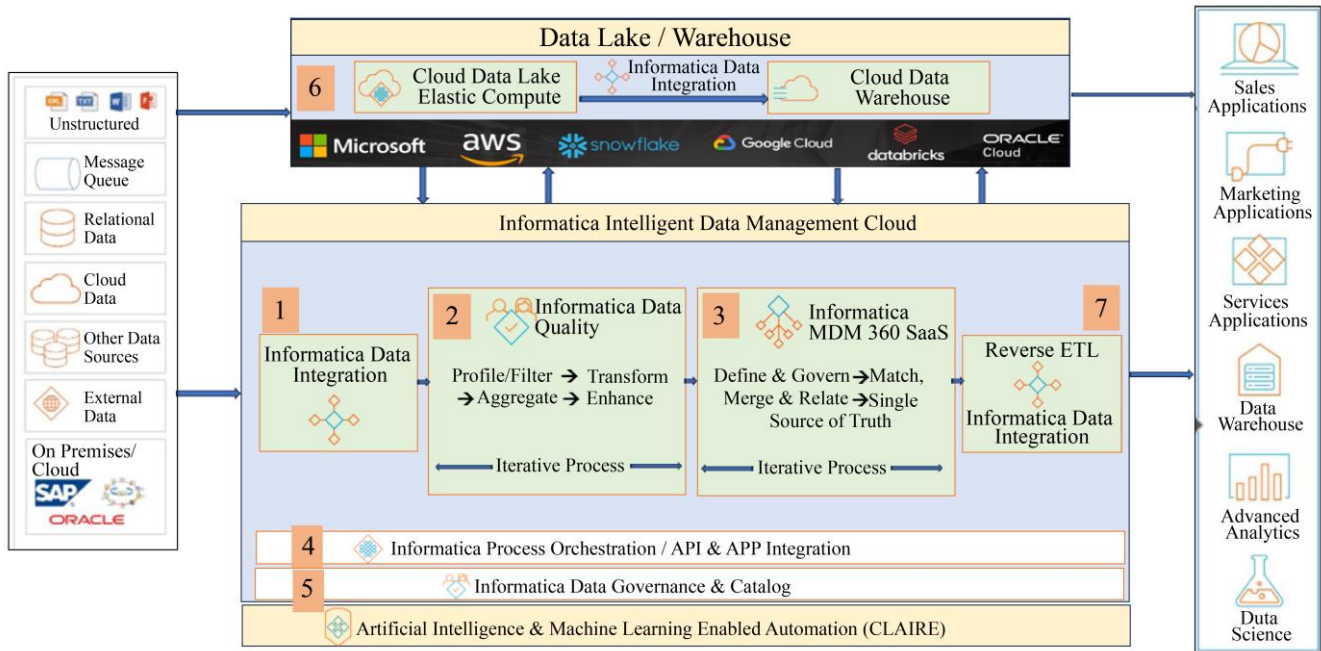 Data Lake / Warehouse
6
Cloud Data Lake
Elastic Compute
Informatica Data
Integration
Cloud Data
Warehouse
Microsoft
aws
snowflake
Google Cloud
databricks
ORACLE
Cloud
XML
TXT
W
P
Unstructured
Message
Queue
Relational
Data
Cloud
Data
Other Data
Sources
External
Data
On Premises/
Cloud
SAP
ORACLE
Informatica Intelligent Data Management Cloud
1
Informatica Data
Integration
2
Informatica Data
Quality
Profile/Filter → Transform
→ Aggregate → Enhance
Iterative Process
3
Informatica
MDM 360 SaaS
Define & Govern → Match,
Merge & Relate → Single
Source of Truth
Iterative Process
7
Reverse ETL
Informatica Data
Integration
4
Informatica Process Orchestration / API & APP Integration
5
Informatica Data Governance & Catalog
Artificial Intelligence & Machine Learning Enabled Automation (CLAIRE)
Sales
Applications
Marketing
Applications
Services
Applications
Data
Warehouse
Advanced
Analytics
Duta
Science